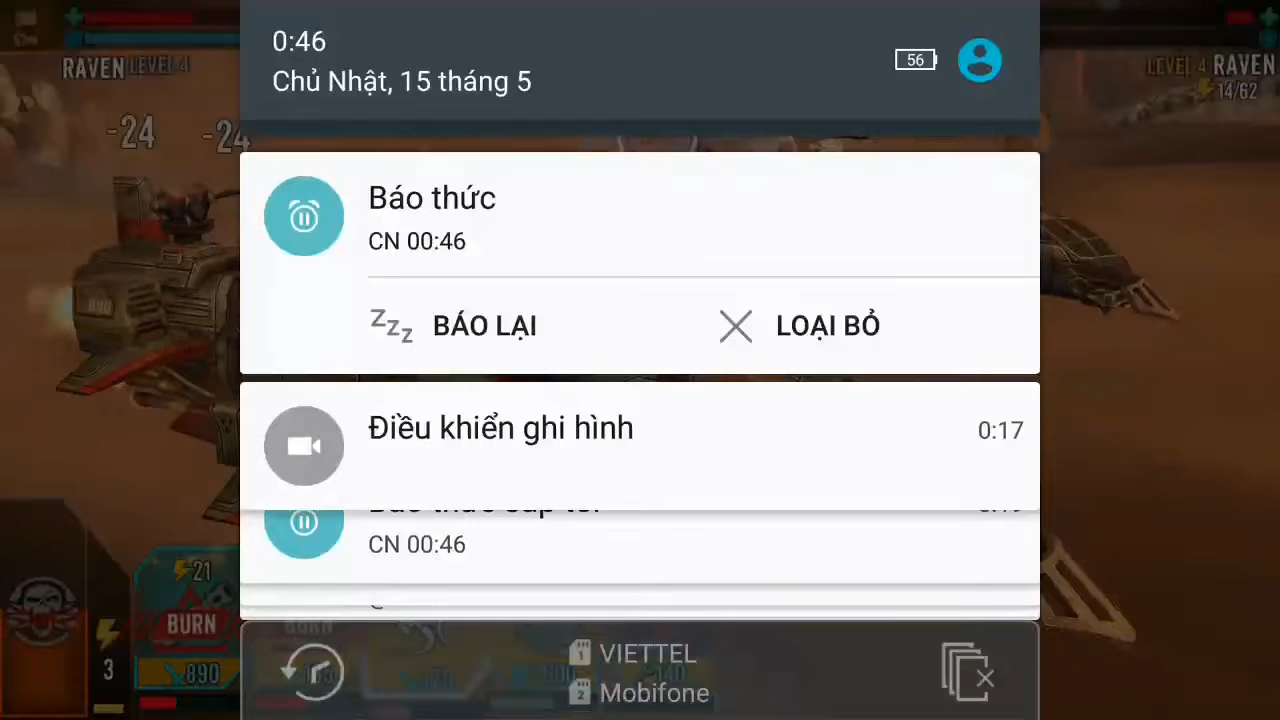 0:46
Chủ Nhật, 15 tháng 5
56
RAVEN LEVEL 4
LEVEL 4 RAVEN
14/62
-24
-24
Báo thức
CN 00:46
BÁO LẠI
LOẠI BỎ
Điều khiển ghi hình
0:17
CN 00:46
21
BURN
890
3
VIETTEL
Mobifone